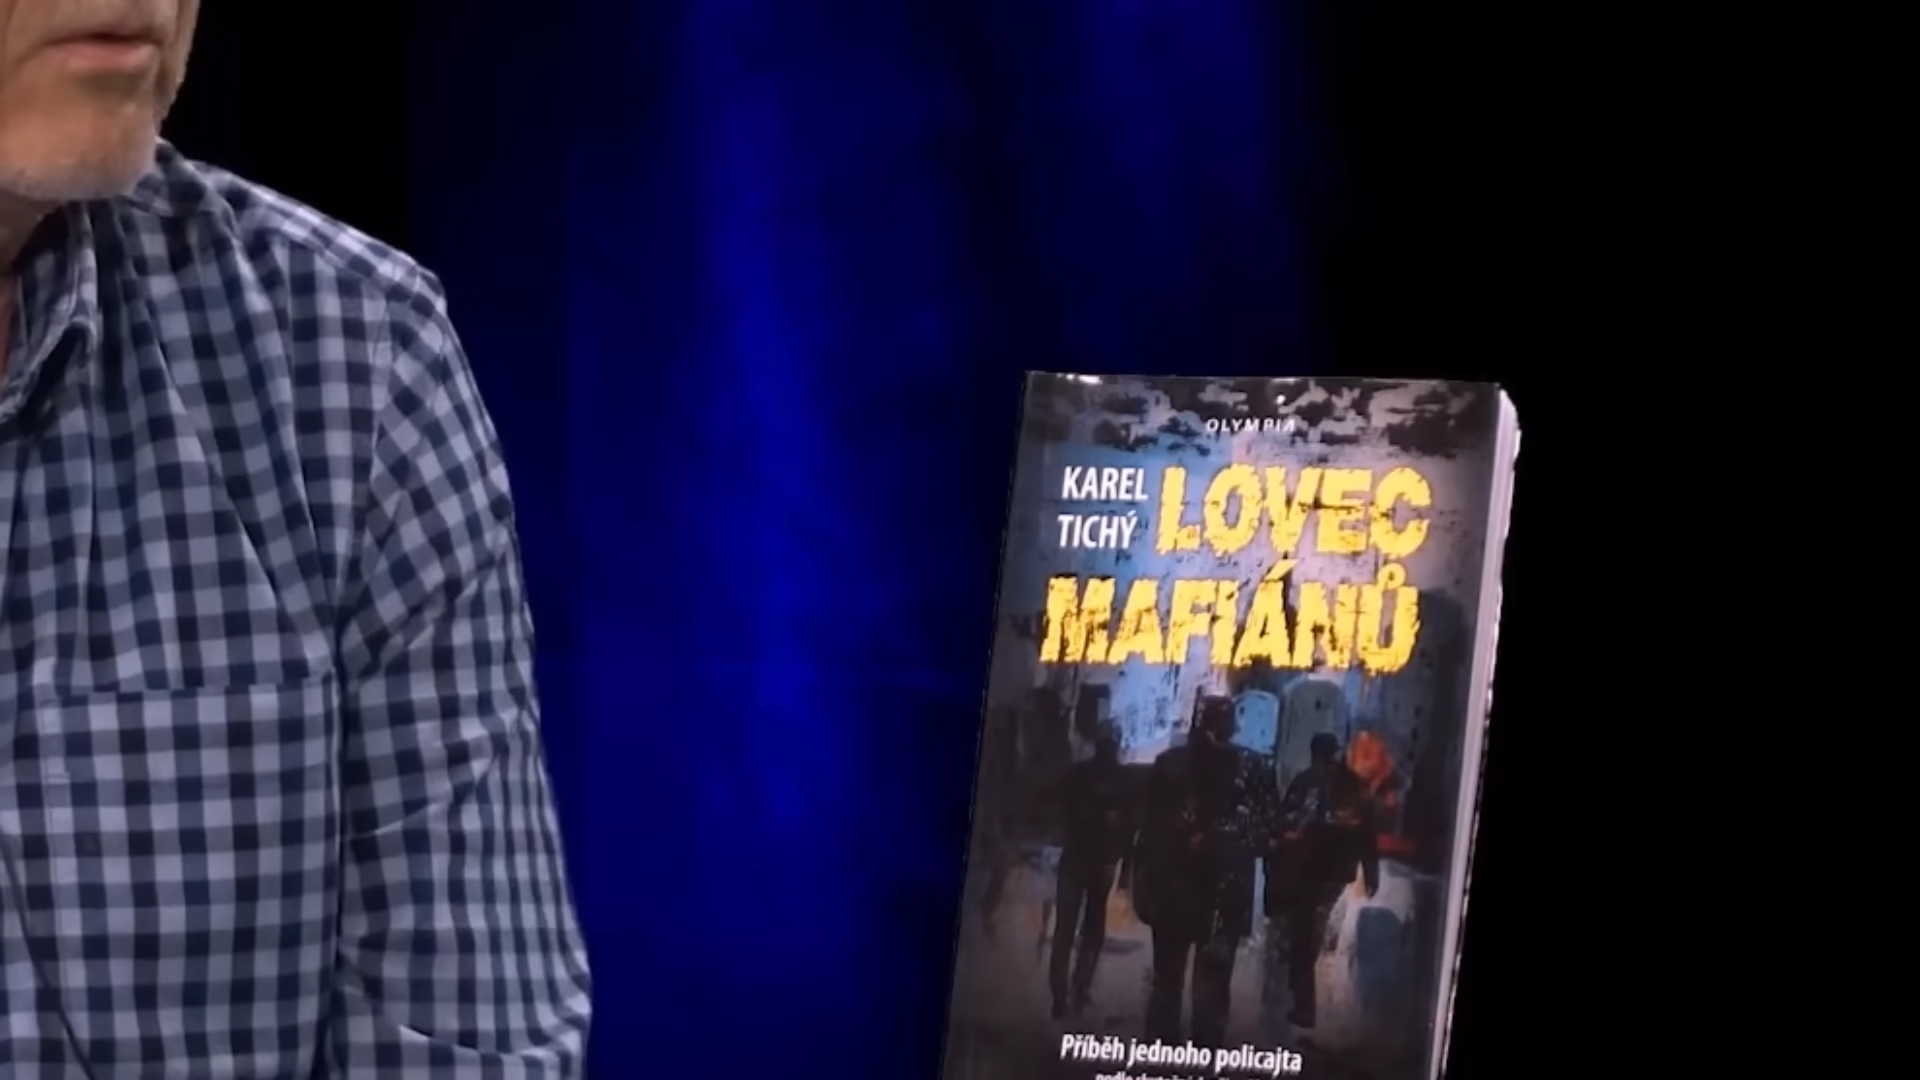 OLYMPIA
KAREL
TICHÝ
LOVEC
MAFIÁNŮ
Příběh jednoho policajta